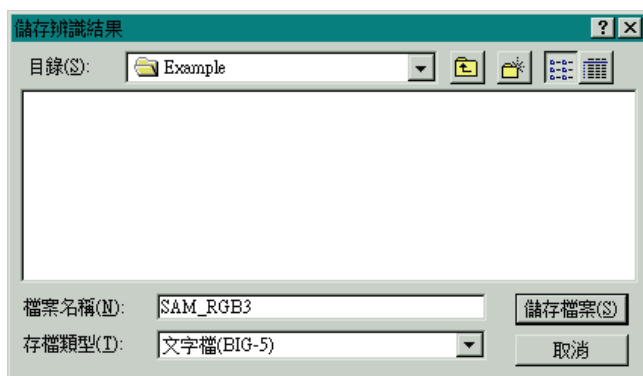 儲存辨識結果
目錄(S): Example
檔案名稱(N): SAM_RGB3 儲存檔案(S)
存檔類型(T): 文字檔(BIG-5) 取消